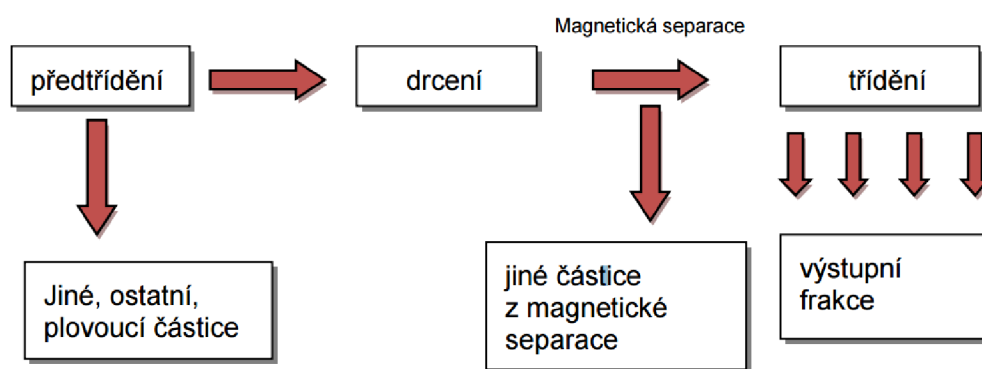 Magnetická separace
předtřídění
drcení
třídění
Jiné, ostatní,
plovoucí částice
jiné částice
z magnetické
separace
výstupní
frakce